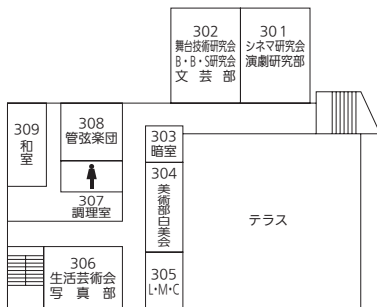 302
舞台技術研究会
B・B・S研究会
文芸部
301
シネマ研究会
演劇研究部
309
和室
308
管弦楽団
303
暗室
304
美術部白美会
307
調理室
テラス
306
生活芸術会
写真部
305
L・M・C